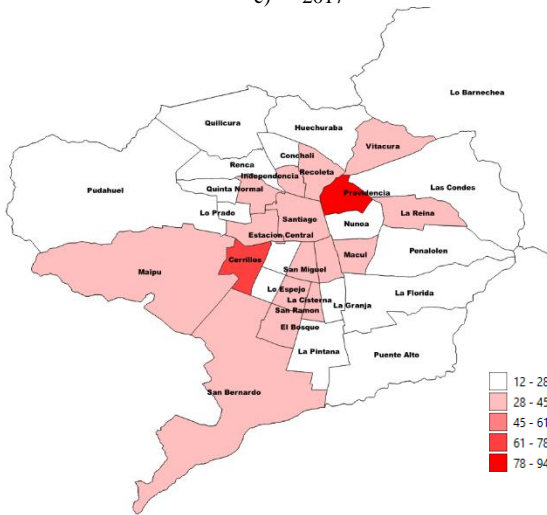 c) 2017
Lo Barnechea
Quilicura
Huechuraba
Vitacura
Conchali
Renca
Recoleta
Independencia
Pudahuel
Quinta Normal
Providencia
Las Condes
Lo Prado
Santiago
La Reina
Nunoa
Estacion Central
Macul
Penalolen
Cerrillos
San Miguel
Maipu
Lo Espejo
La Florida
La Cisterna
La Granja
San Ramon
El Bosque
La Pintana
Puente Alto
San Bernardo
12 - 28
28 - 45
45 - 61
61 - 78
78 - 94